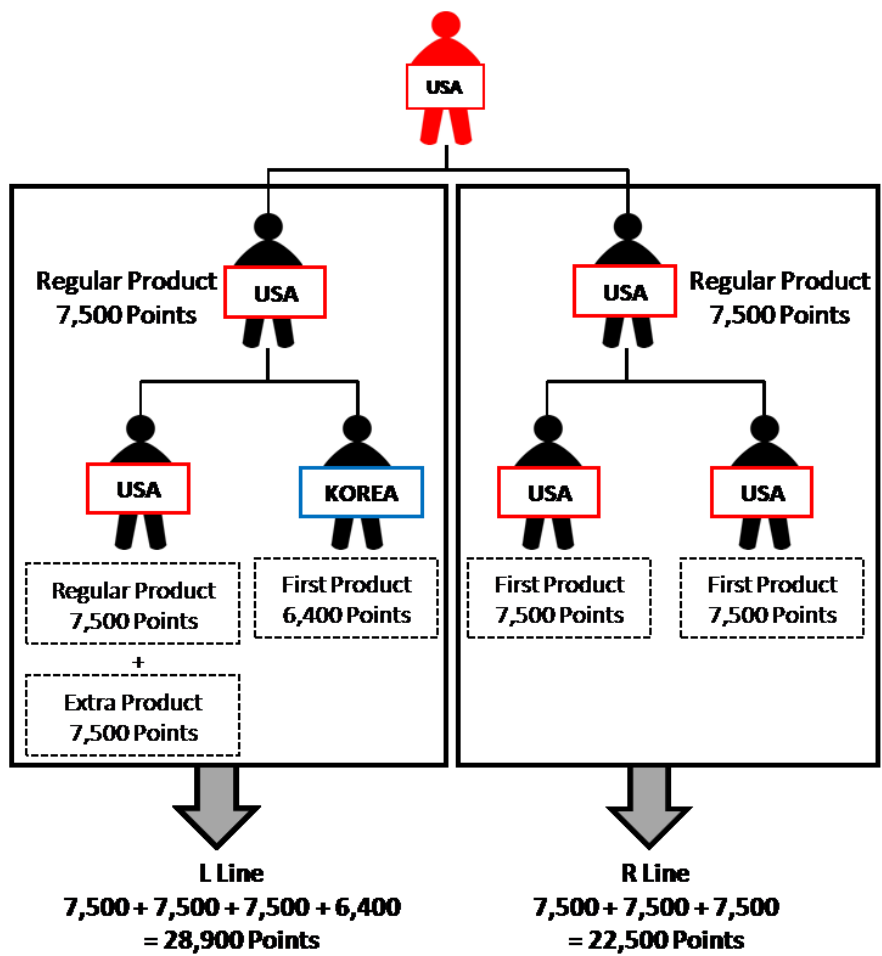 USA
Regular Product
7,500 Points
USA
USA
Regular Product
7,500 Points
USA
KOREA
USA
USA
Regular Product
7,500 Points
+
Extra Product
7,500 Points
First Product
6,400 Points
First Product
7,500 Points
First Product
7,500 Points
L Line
7,500 + 7,500 + 7,500 + 6,400
= 28,900 Points
R Line
7,500 + 7,500 + 7,500
= 22,500 Points